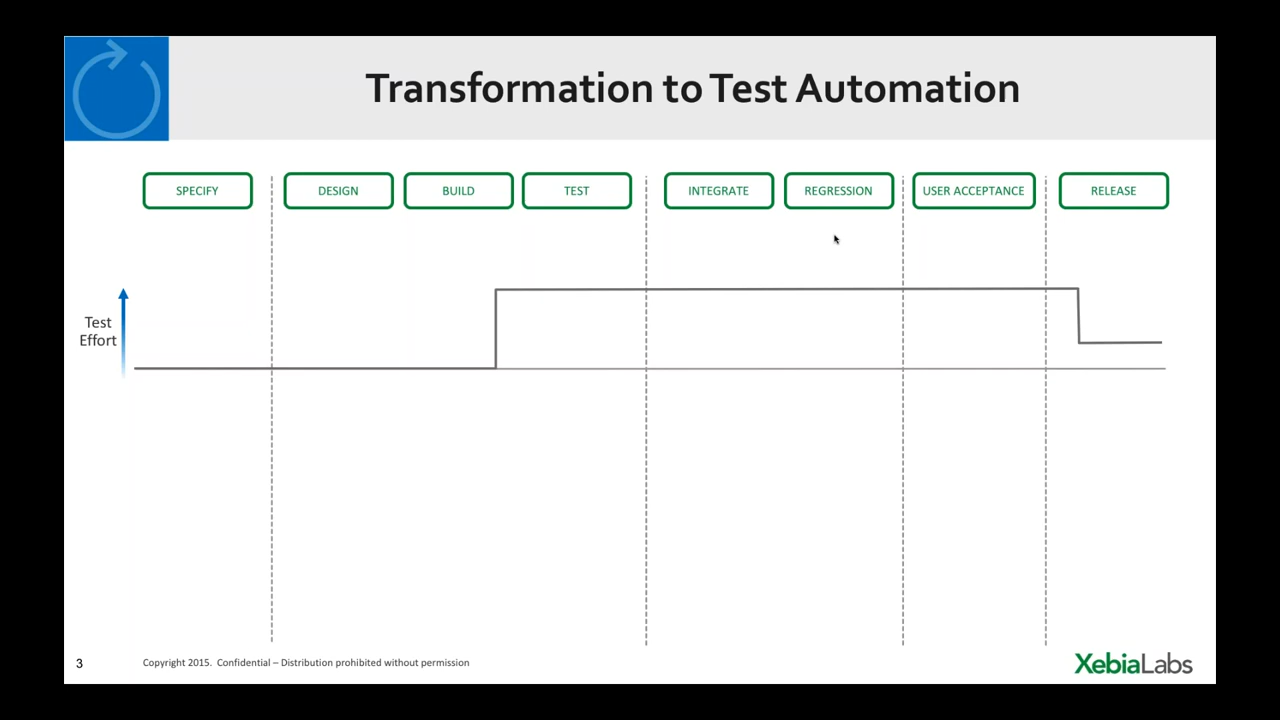 Transformation to Test Automation
SPECIFY
DESIGN
BUILD
TEST
INTEGRATE
REGRESSION
USER ACCEPTANCE
RELEASE
Test
Effort
3
Copyright 2015.  Confidential – Distribution prohibited without permission
XebiaLabs